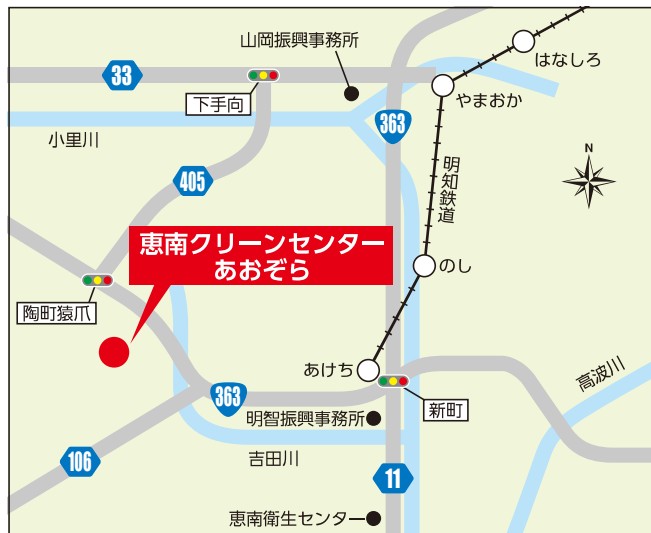 山岡振興事務所
はなしろ
N
33
やまおか
下手向
363
小里川
明知鉄道
405
恵南クリーンセンター
あおぞら
のし
陶町猿爪
あけち
高波川
363
新町
明智振興事務所
106
吉田川
11
恵南衛生センター